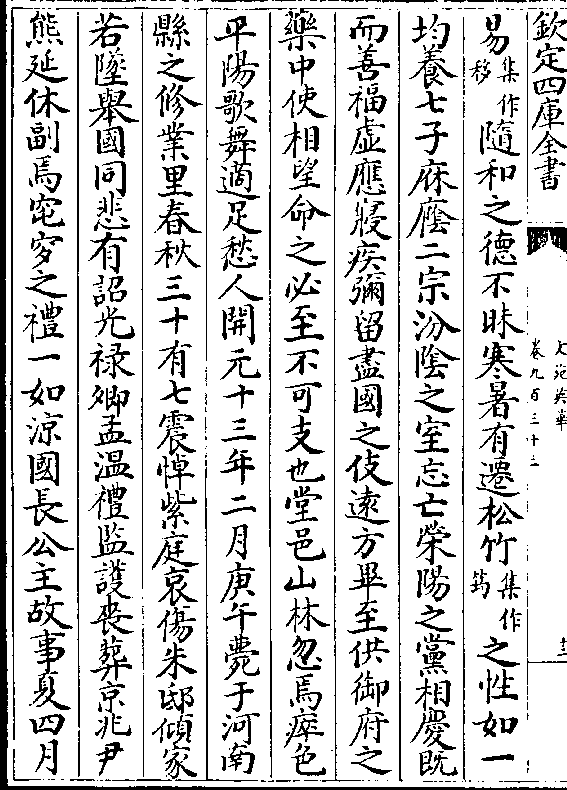 欽定四庫全書
文苑英華
卷九百三十三
十三
易集作移隨和之德不昧寒暑有遷松竹集作筠之性如一
均養七子庥廕二宗汾陰之室忘亡榮陽之黨相慶既
而善福虛應寢疾彌留盡國之伎遠方畢至供御府之
藥中使相望命之必至不可支也堂邑山林忽焉瘁色
平陽歌舞適足愁人開元十三年二月庚午薨于河南
縣之修業里春秋三十有七震悼紫庭哀傷朱邸傾家
若墜舉國同悲有詔光祿卿孟溫禮監護喪葬京兆尹
熊延休副焉窀穸之禮一如涼國長公主故事夏四月